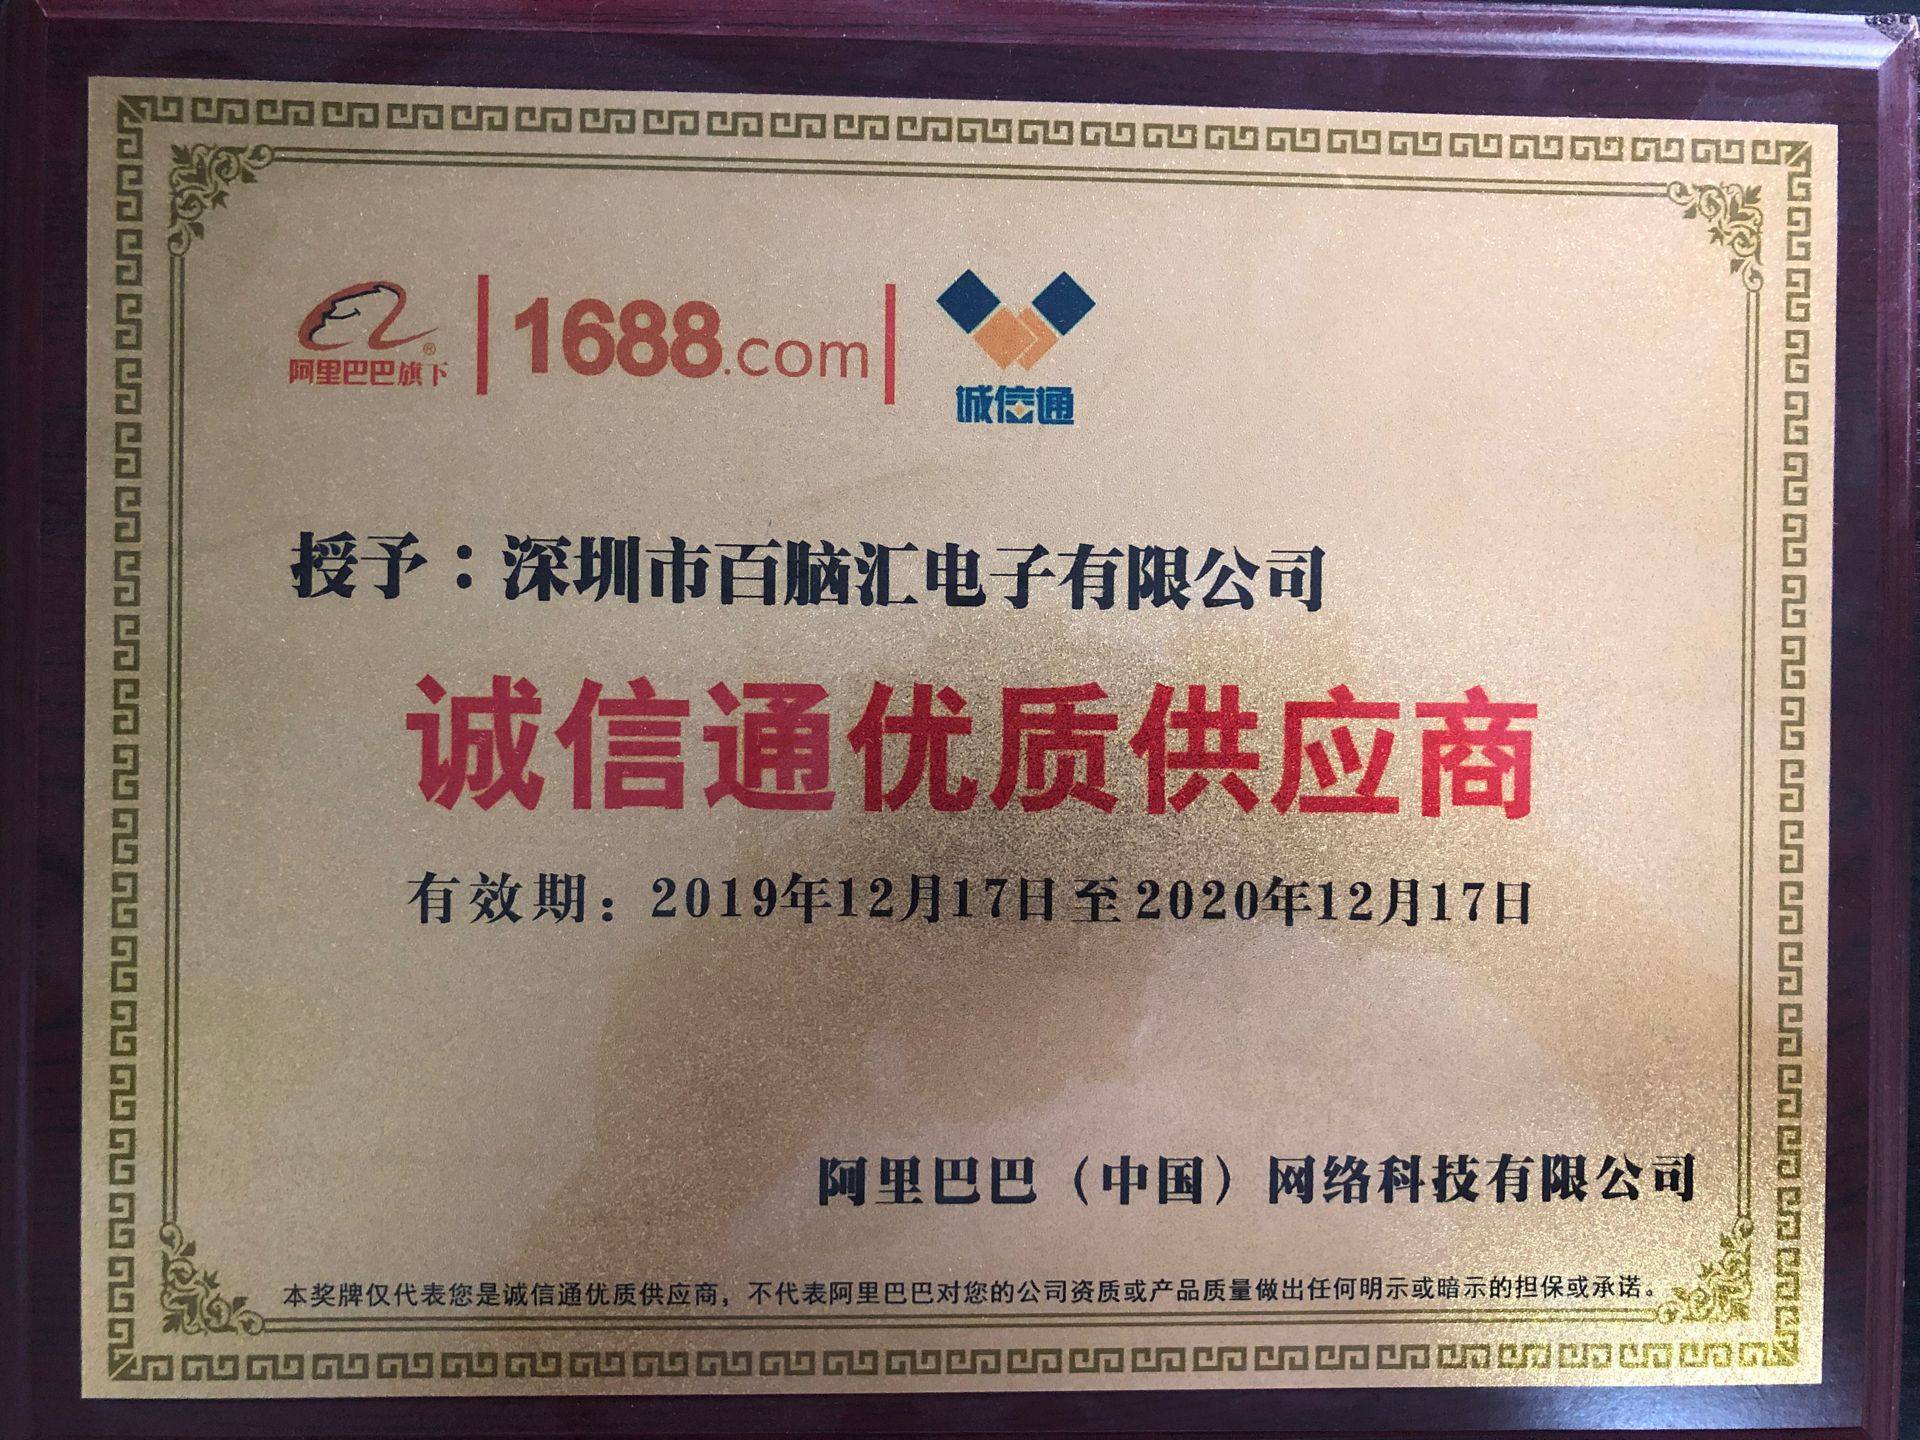 阿里巴巴旗下 1688.com 诚信通
授予：深圳市百脑汇电子有限公司
诚信通优质供应商
有效期：2019年12月17日至2020年12月17日
阿里巴巴（中国）网络科技有限公司
本奖牌仅代表您是诚信通优质供应商，不代表阿里巴巴对您的公司资质或产品质量做出任何明示或暗示的担保或承诺。